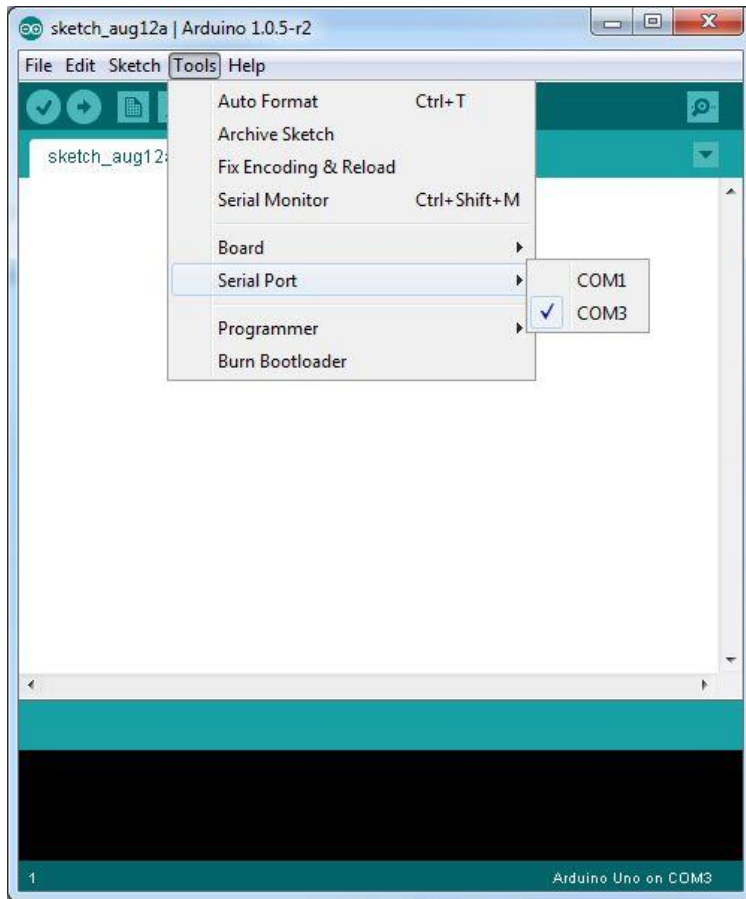 sketch_aug12a | Arduino 1.0.5-r2
File Edit Sketch Tools Help
sketch_aug12a
Auto Format Ctrl+T
Archive Sketch
Fix Encoding & Reload
Serial Monitor Ctrl+Shift+M
Board
Serial Port
COM1
COM3
Programmer
Burn Bootloader
1 Arduino Uno on COM3